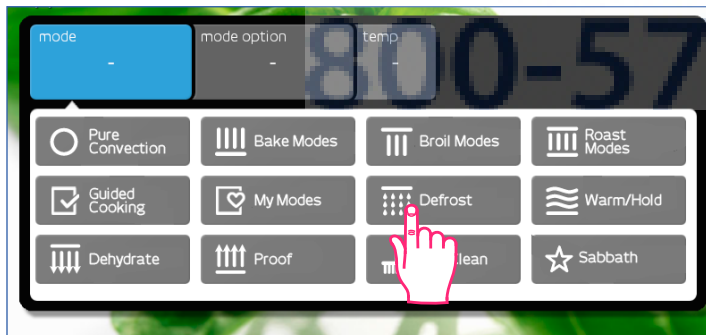 mode
mode option
temp
-
-
-
800-57
Pure
Convection
Bake Modes
Broil Modes
Roast
Modes
Guided
Cooking
My Modes
Defrost
Warm/Hold
Dehydrate
Proof
lean
Sabbath